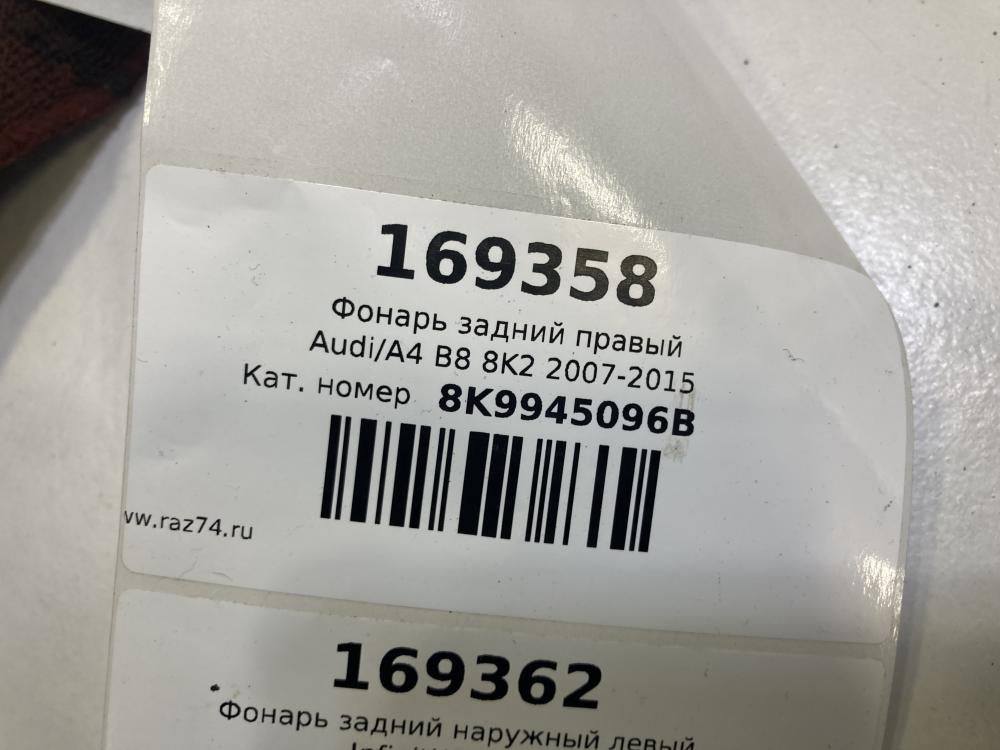 169358
Фонарь задний правый
Audi/A4 B8 8K2 2007-2015
Кат. номер 8K9945096B
ww.raz74.ru
169362
Фонарь задний наружный левый